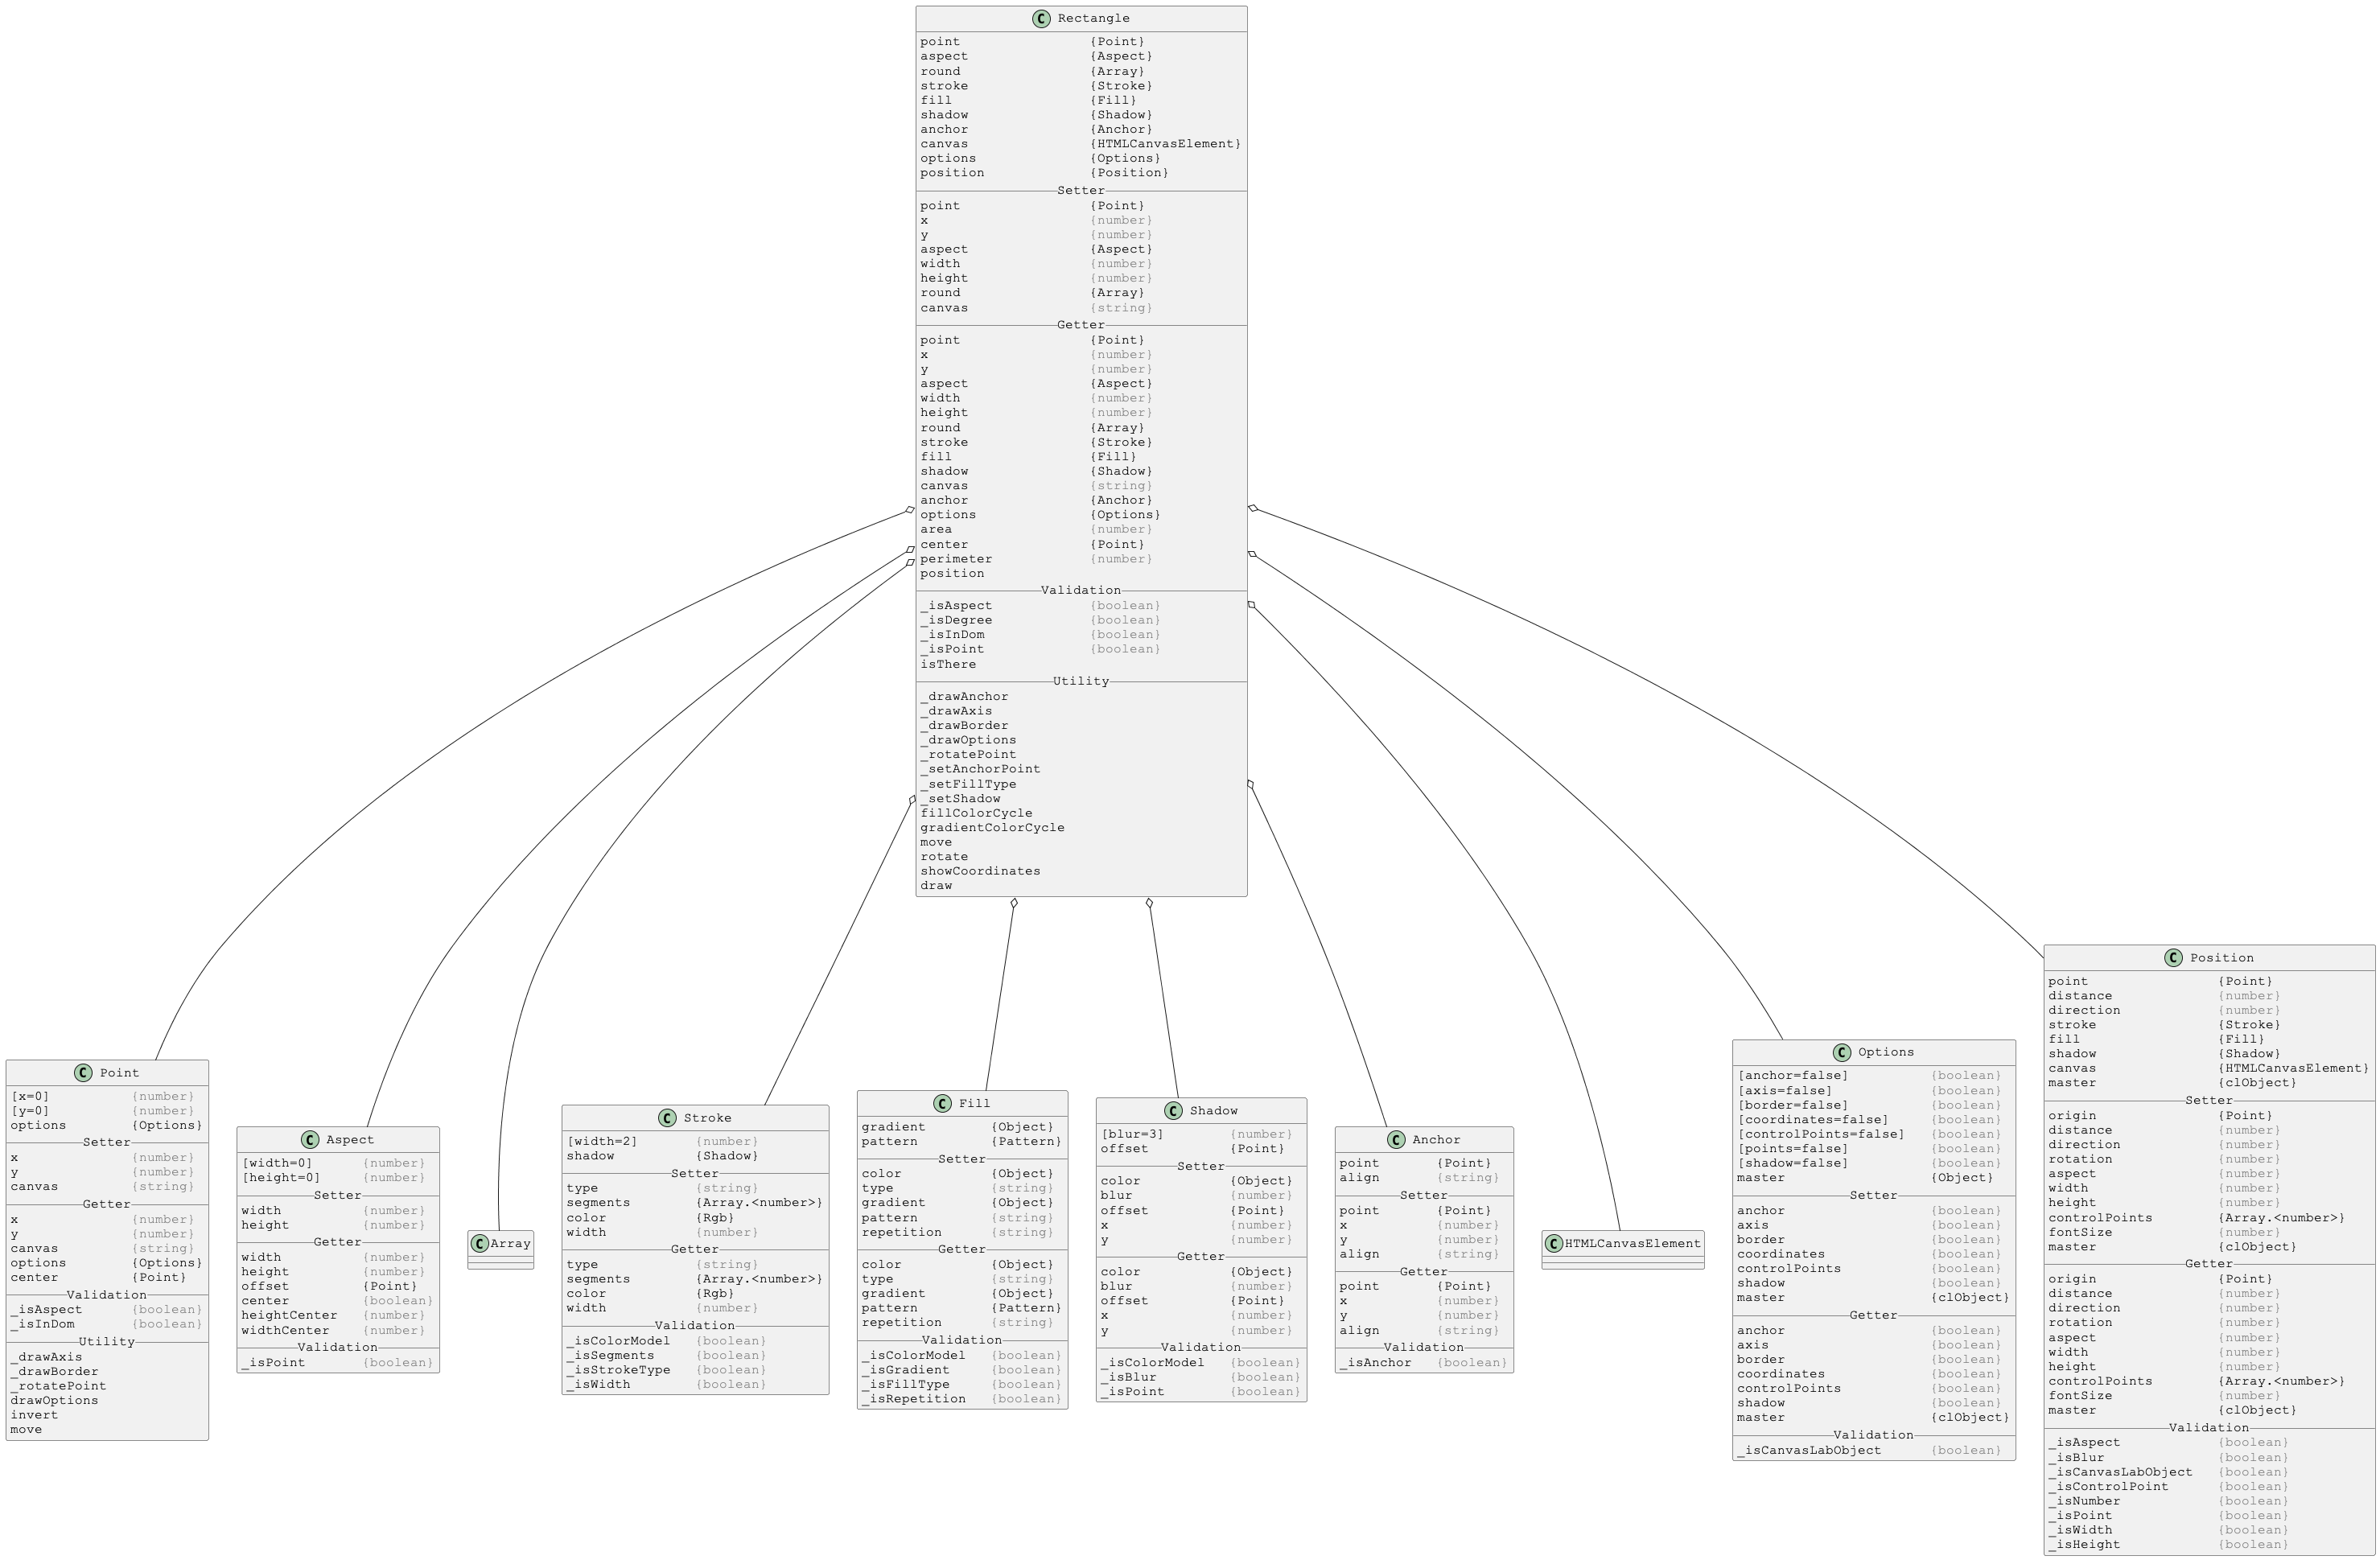 C Rectangle
point {Point}
aspect {Aspect}
round {Array}
stroke {Stroke}
fill {Fill}
shadow {Shadow}
anchor {Anchor}
canvas {HTMLCanvasElement}
options {Options}
position {Position}
Setter
point {Point}
x {number}
y {number}
aspect {Aspect}
width {number}
height {number}
round {Array}
canvas {string}
Getter
point {Point}
x {number}
y {number}
aspect {Aspect}
width {number}
height {number}
round {Array}
stroke {Stroke}
fill {Fill}
shadow {Shadow}
canvas {string}
anchor {Anchor}
options {Options}
area {number}
center {Point}
perimeter {number}
position
Validation
_isAspect {boolean}
_isDegree {boolean}
_isInDom {boolean}
_isPoint {boolean}
isThere
Utility
_drawAnchor
_drawAxis
_drawBorder
_drawOptions
_rotatePoint
_setAnchorPoint
_setFillType
_setShadow
fillColorCycle
gradientColorCycle
move
rotate
showCoordinates
draw
C Point
[x=0] {number}
[y=0] {number}
options {Options}
Setter
x {number}
y {number}
canvas {string}
Getter
x {number}
y {number}
canvas {string}
options {Options}
center {Point}
Validation
_isAspect {boolean}
_isInDom {boolean}
Utility
_drawAxis
_drawBorder
_rotatePoint
drawOptions
invert
move
C Aspect
[width=0] {number}
[height=0] {number}
Setter
width {number}
height {number}
Getter
width {number}
height {number}
offset {Point}
center {boolean}
heightCenter {number}
widthCenter {number}
Validation
_isPoint {boolean}
C Array
C Stroke
[width=2] {number}
shadow {Shadow}
Setter
type {string}
segments {Array.<number>}
color {Rgb}
width {number}
Getter
type {string}
segments {Array.<number>}
color {Rgb}
width {number}
Validation
_isColorModel {boolean}
_isSegments {boolean}
_isStrokeType {boolean}
_isWidth {boolean}
C Fill
gradient {Object}
pattern {Pattern}
Setter
color {Object}
type {string}
gradient {Object}
pattern {string}
repetition {string}
Getter
color {Object}
type {string}
gradient {Object}
pattern {Pattern}
repetition {string}
Validation
_isColorModel {boolean}
_isGradient {boolean}
_isFillType {boolean}
_isRepetition {boolean}
C Shadow
[blur=3] {number}
offset {Point}
Setter
color {Object}
blur {number}
offset {Point}
x {number}
y {number}
Getter
color {Object}
blur {number}
offset {Point}
x {number}
y {number}
Validation
_isColorModel {boolean}
_isBlur {boolean}
_isPoint {boolean}
C Anchor
point {Point}
align {string}
Setter
point {Point}
x {number}
y {number}
align {string}
Getter
point {Point}
x {number}
y {number}
align {string}
Validation
_isAnchor {boolean}
C HTMLCanvasElement
C Options
[anchor=false] {boolean}
[axis=false] {boolean}
[border=false] {boolean}
[coordinates=false] {boolean}
[controlPoints=false] {boolean}
[points=false] {boolean}
[shadow=false] {boolean}
master {Object}
Setter
anchor {boolean}
axis {boolean}
border {boolean}
coordinates {boolean}
controlPoints {boolean}
shadow {boolean}
master {clObject}
Getter
anchor {boolean}
axis {boolean}
border {boolean}
coordinates {boolean}
controlPoints {boolean}
shadow {boolean}
master {clObject}
Validation
_isCanvasLabObject {boolean}
C Position
point {Point}
distance {number}
direction {number}
stroke {Stroke}
fill {Fill}
shadow {Shadow}
canvas {HTMLCanvasElement}
master {clObject}
Setter
origin {Point}
distance {number}
direction {number}
rotation {number}
aspect {number}
width {number}
height {number}
controlPoints {Array.<number>}
fontSize {number}
master {clObject}
Getter
origin {Point}
distance {number}
direction {number}
rotation {number}
aspect {number}
width {number}
height {number}
controlPoints {Array.<number>}
fontSize {number}
master {clObject}
Validation
_isAspect {boolean}
_isBlur {boolean}
_isCanvasLabObject {boolean}
_isControlPoint {boolean}
_isNumber {boolean}
_isPoint {boolean}
_isWidth {boolean}
_isHeight {boolean}